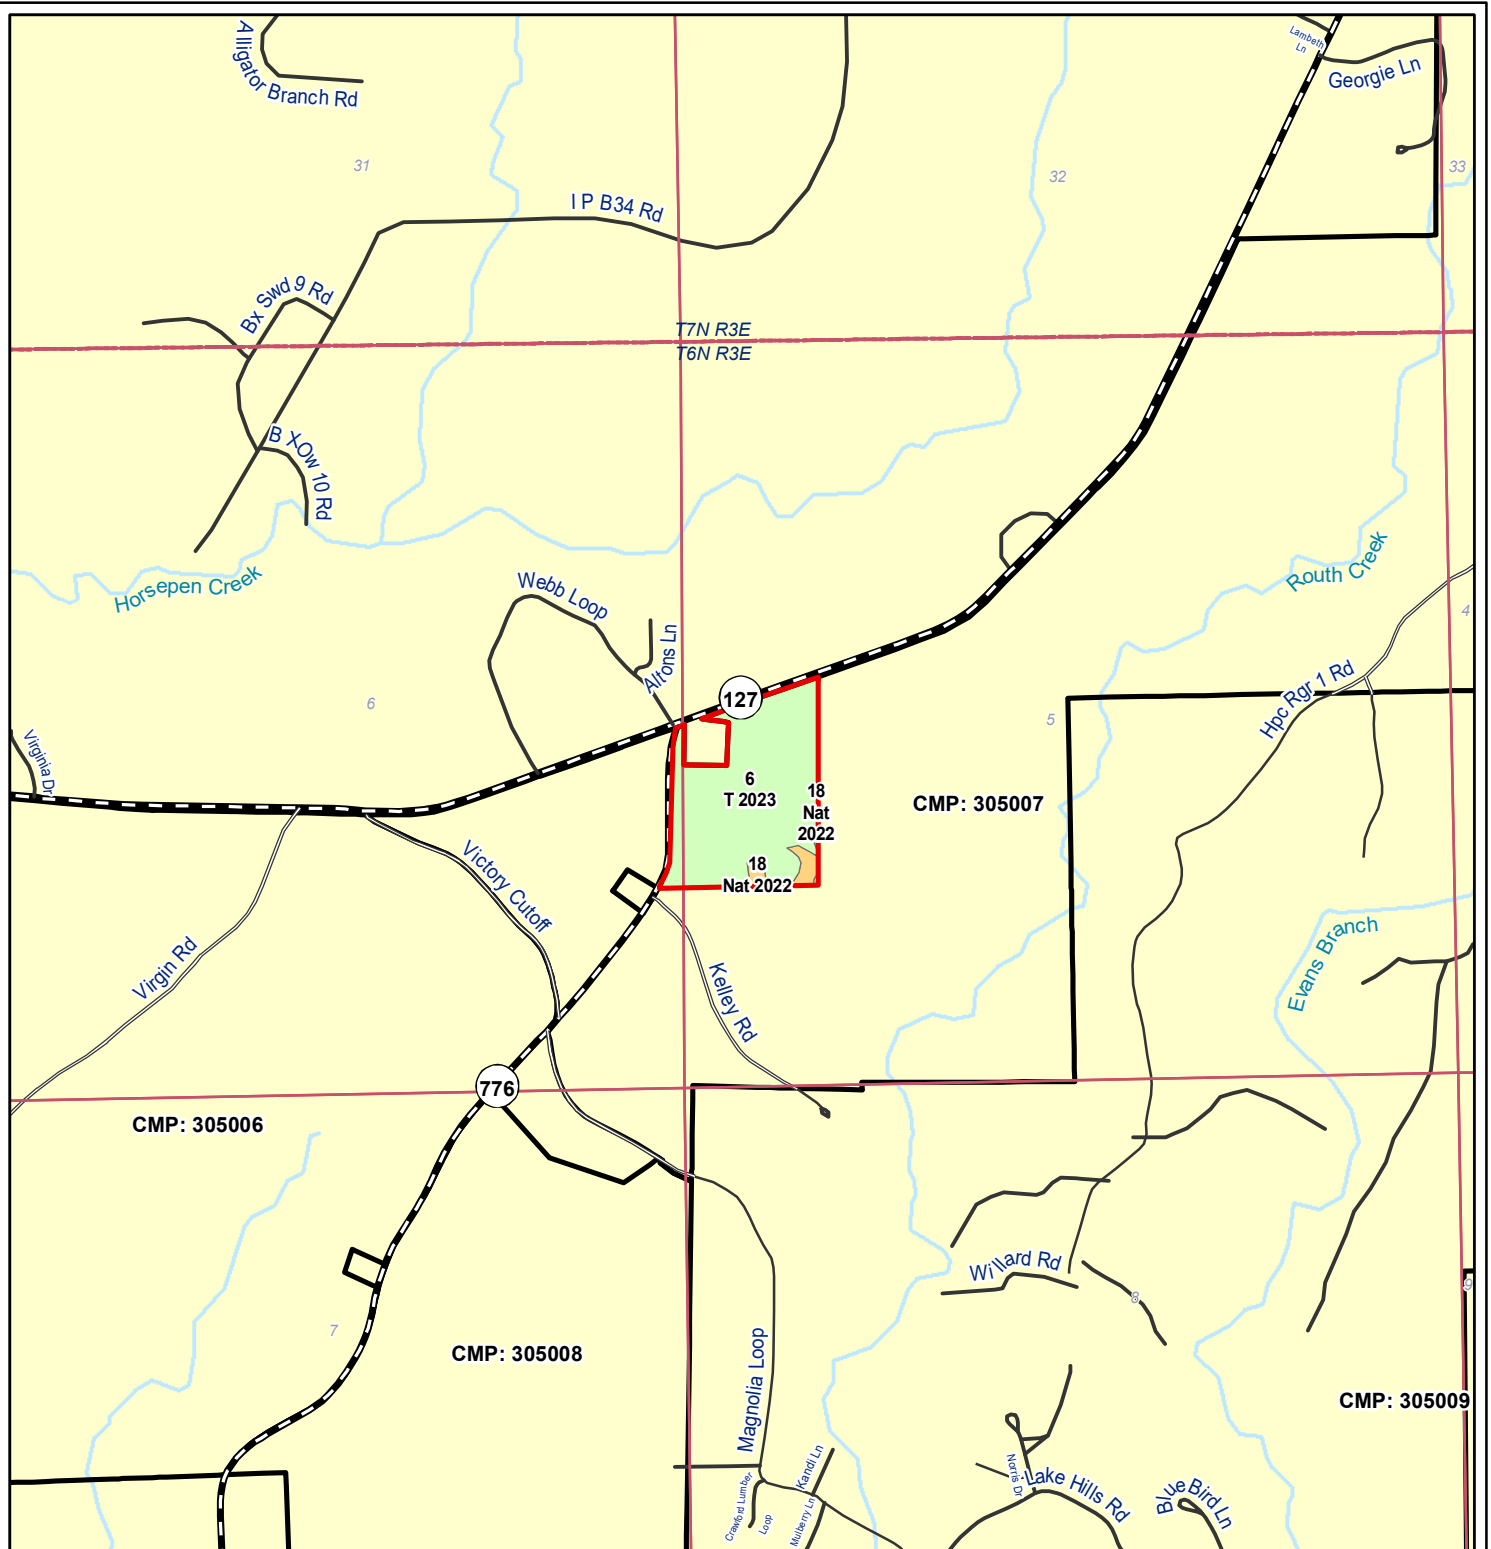 Alligator Branch Rd
Lambeth
Ln
Georgie Ln
31
32
33
I P B34 Rd
Bx Swd 9 Rd
T7N R3E
T6N R3E
B X Ow 10 Rd
Horsepen Creek
Routh Creek
Webb Loop
Altons Ln
4
Hpc Rgr 1 Rd
127
6
5
Virginia Dr
6
T 2023
18
Nat
2022
CMP: 305007
18
Nat 2022
Victory Cutoff
Virgin Rd
Kelley Rd
Evans Branch
776
CMP: 305006
Willard Rd
8
9
7
CMP: 305008
Magnolia Loop
CMP: 305009
Kandi Ln
Norris Dr
Lake Hills Rd
Blue Bird Ln
Crawford Lumber
Loop
Mulberry Ln